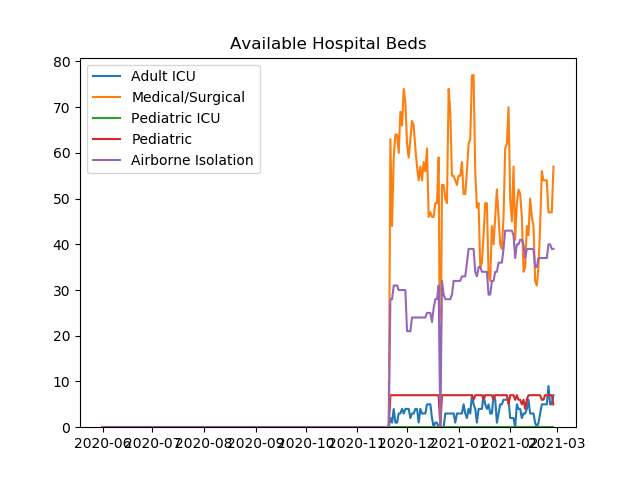 Available Hospital Beds
80
70
60
50
40
30
20
10
0
Adult ICU
Medical/Surgical
Pediatric ICU
Pediatric
Airborne Isolation
2020-06 2020-07 2020-08 2020-09 2020-10 2020-11 2020-12 2021-01 2021-02 2021-03